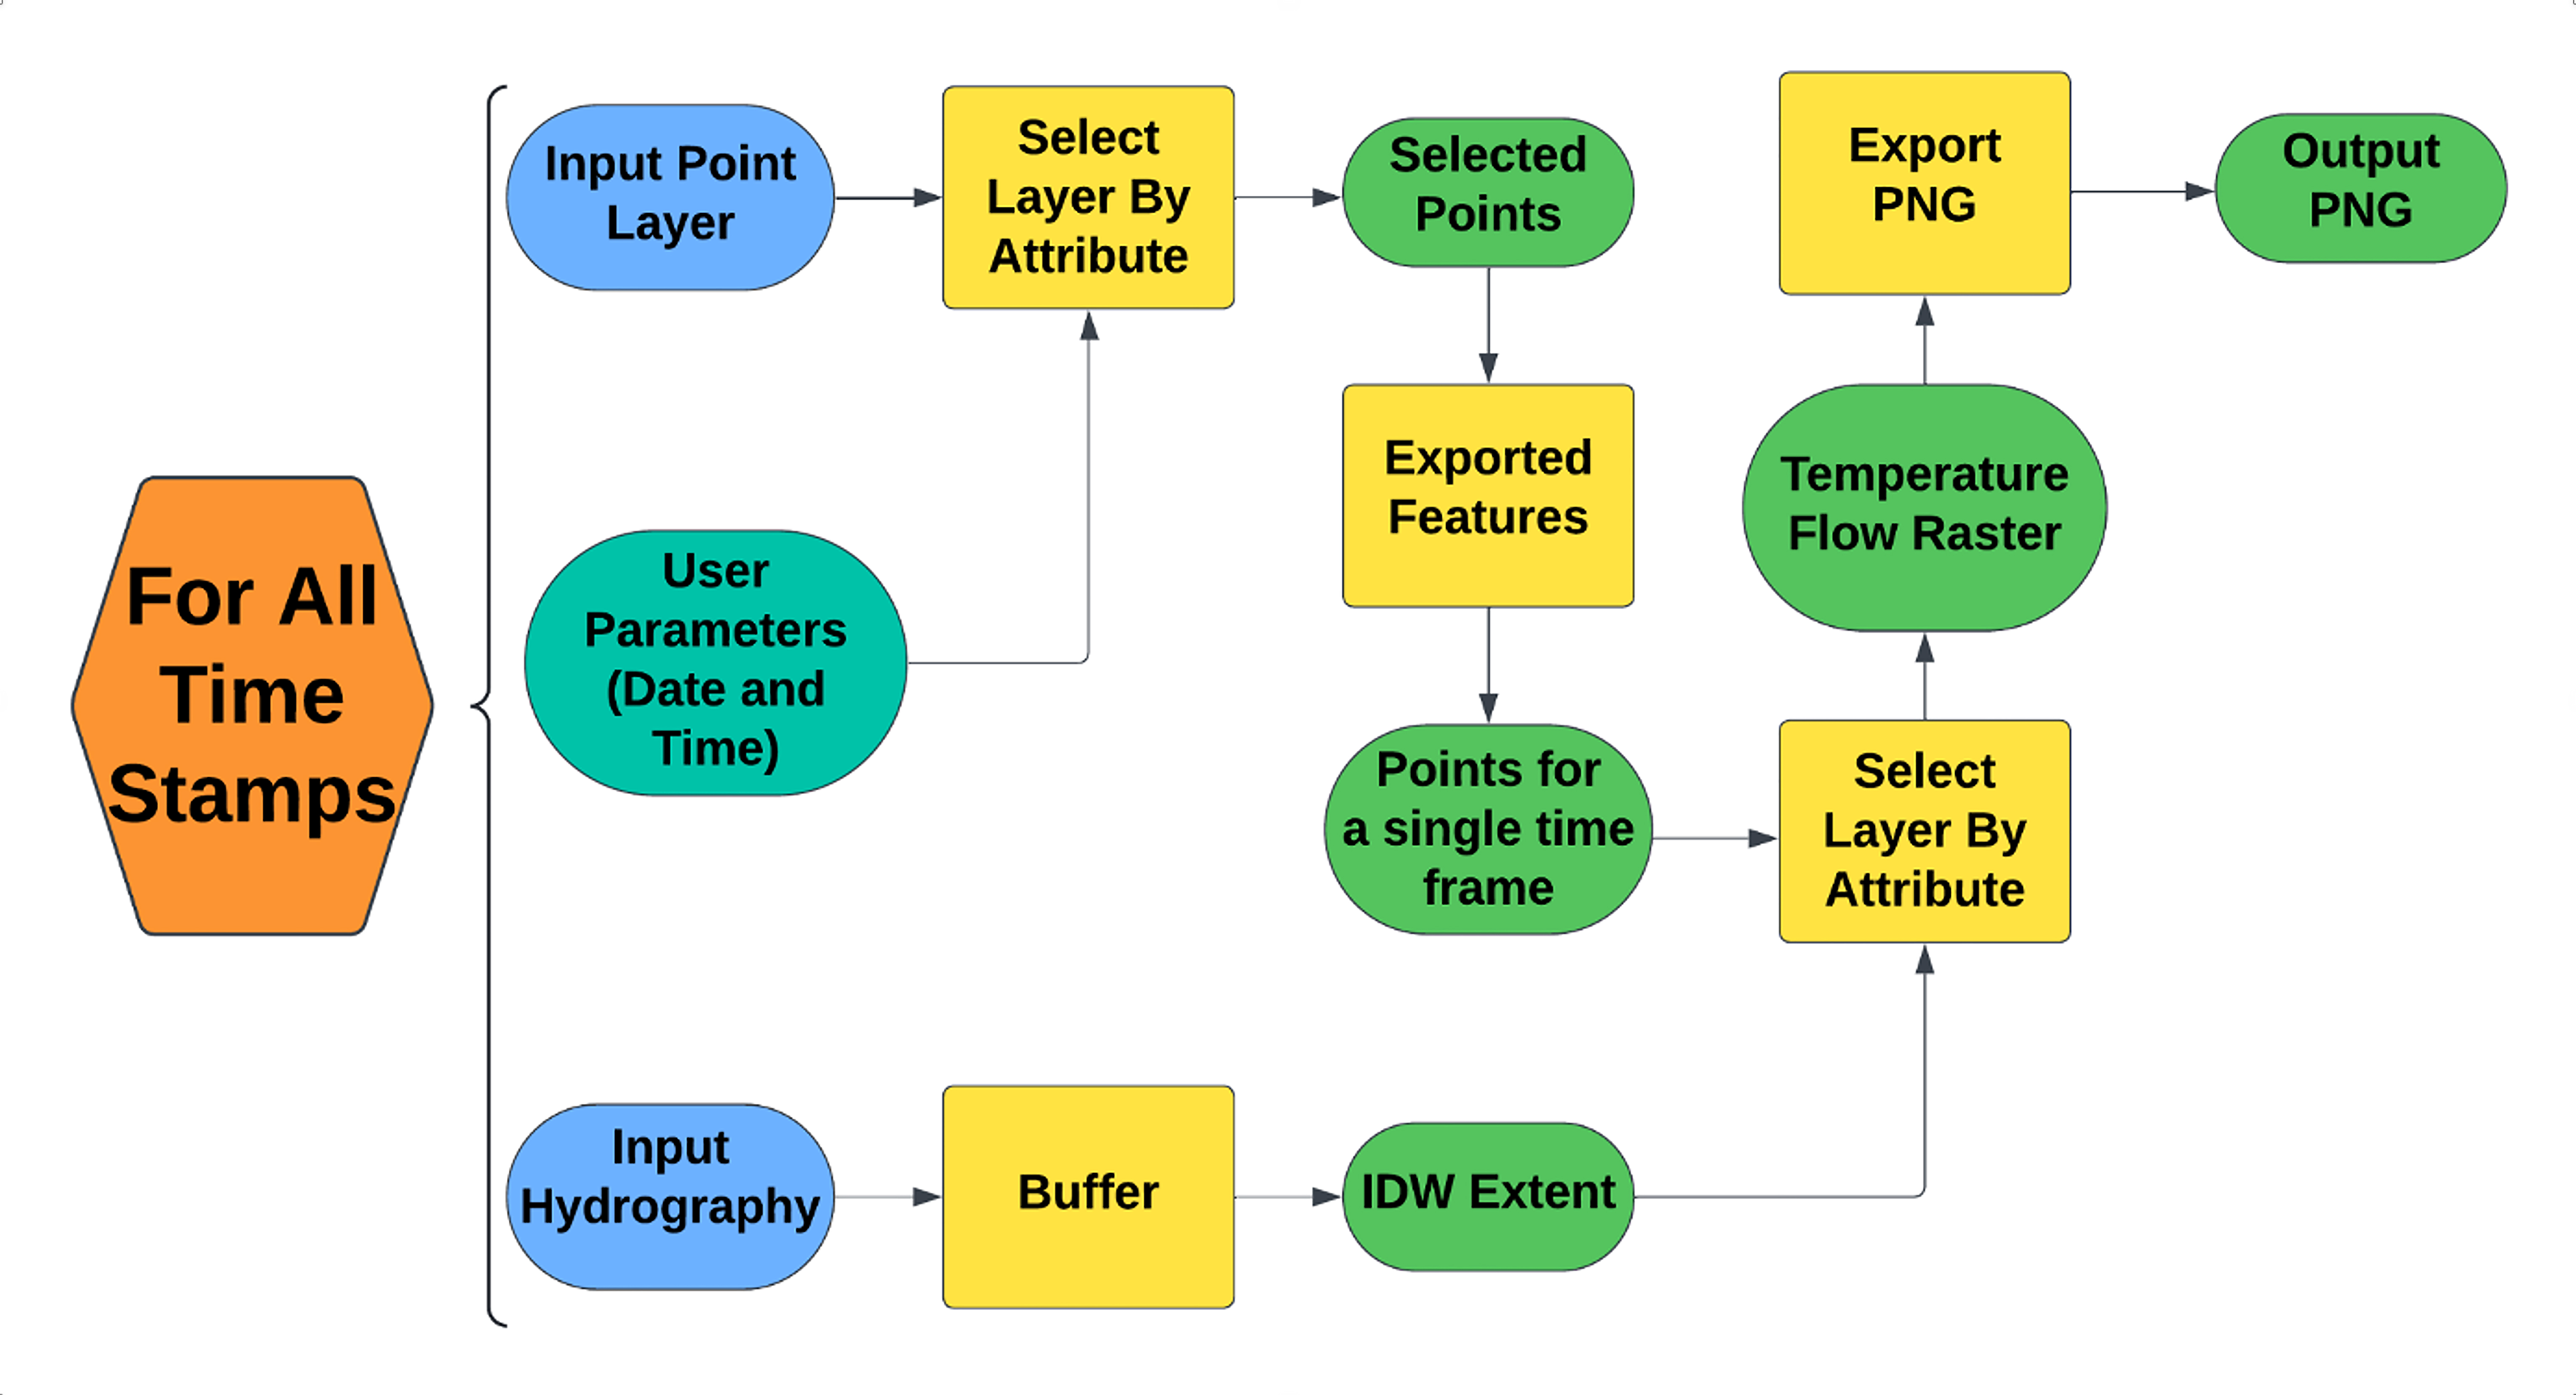 For All
Time
Stamps
Input Point
Layer
Select
Layer By
Attribute
Selected
Points
Export
PNG
Output
PNG
User
Parameters
(Date and
Time)
Exported
Features
Temperature
Flow Raster
Points for
a single time
frame
Select
Layer By
Attribute
Input
Hydrography
Buffer
IDW Extent